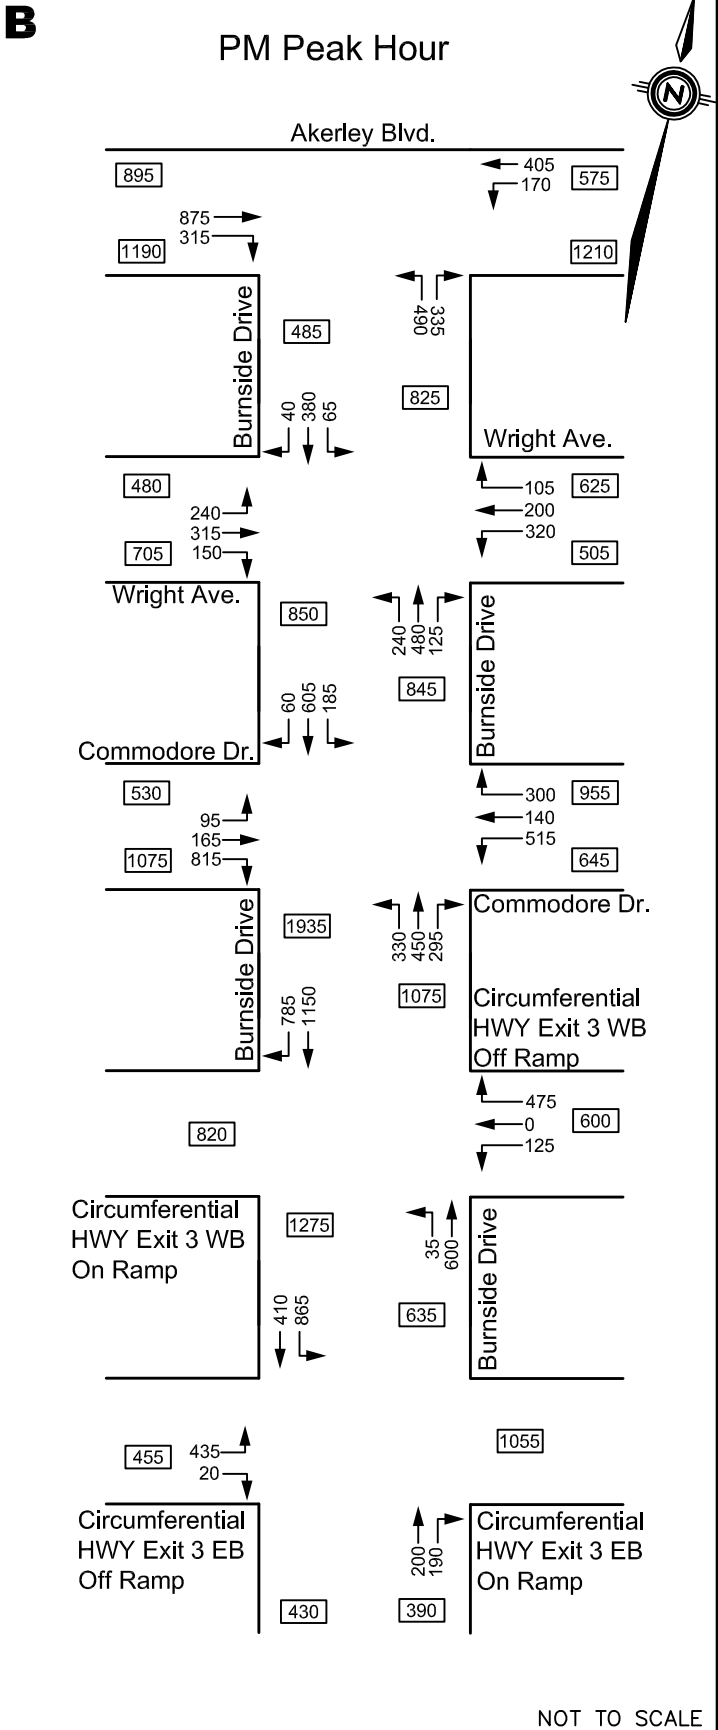 B
PM Peak Hour
N
Akerley Blvd.
895
405
170
575
875
315
1190
1210
Burnside Drive
485
490
335
825
40
380
65
Wright Ave.
480
105
625
240
200
315
320
705
150
505
Wright Ave.
850
240
480
125
Burnside Drive
845
60
605
185
Commodore Dr.
530
300
955
95
140
165
515
1075
815
645
Burnside Drive
1935
330
450
295
Commodore Dr.
1075
785
1150
Circumferential
HWY Exit 3 WB
Off Ramp
475
0
600
820
125
Circumferential
HWY Exit 3 WB
On Ramp
1275
35
600
Burnside Drive
635
410
865
1055
455
435
20
Circumferential
HWY Exit 3 EB
Off Ramp
200
190
Circumferential
HWY Exit 3 EB
On Ramp
430
390
NOT TO SCALE